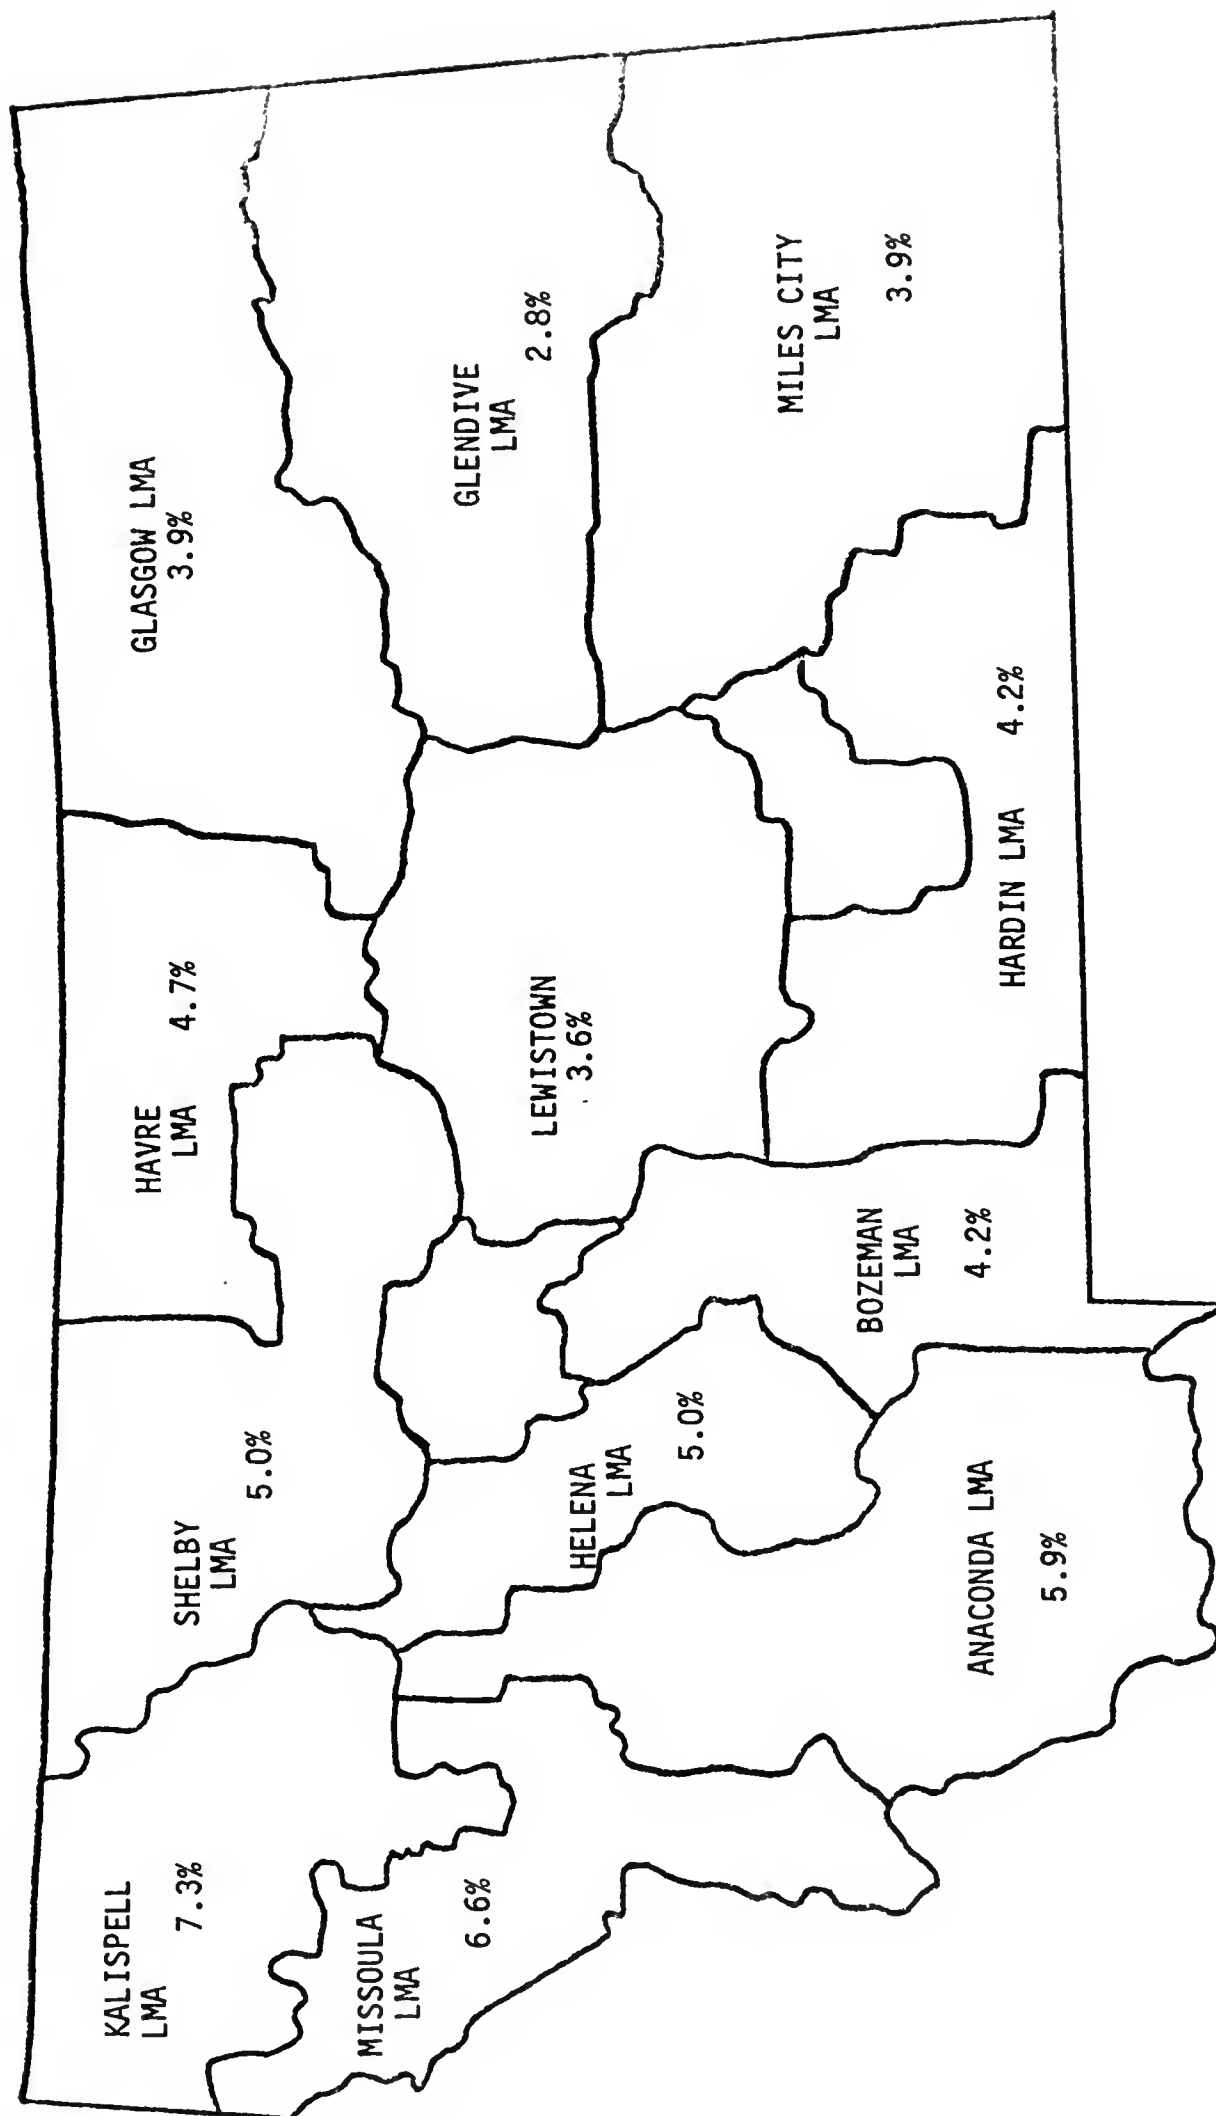 KALISPELL
LMA
7.3%
SHELBY
LMA
5.0%
HAVRE
LMA
4.7%
GLASGOW LMA
3.9%
MISSOULA
LMA
6.6%
HELENA
LMA
5.0%
LEWISTOWN
3.6%
GLENDIVE
LMA
2.8%
ANACONDA LMA
5.9%
BOZEMAN
LMA
4.2%
HARDIN LMA
4.2%
MILES CITY
LMA
3.9%